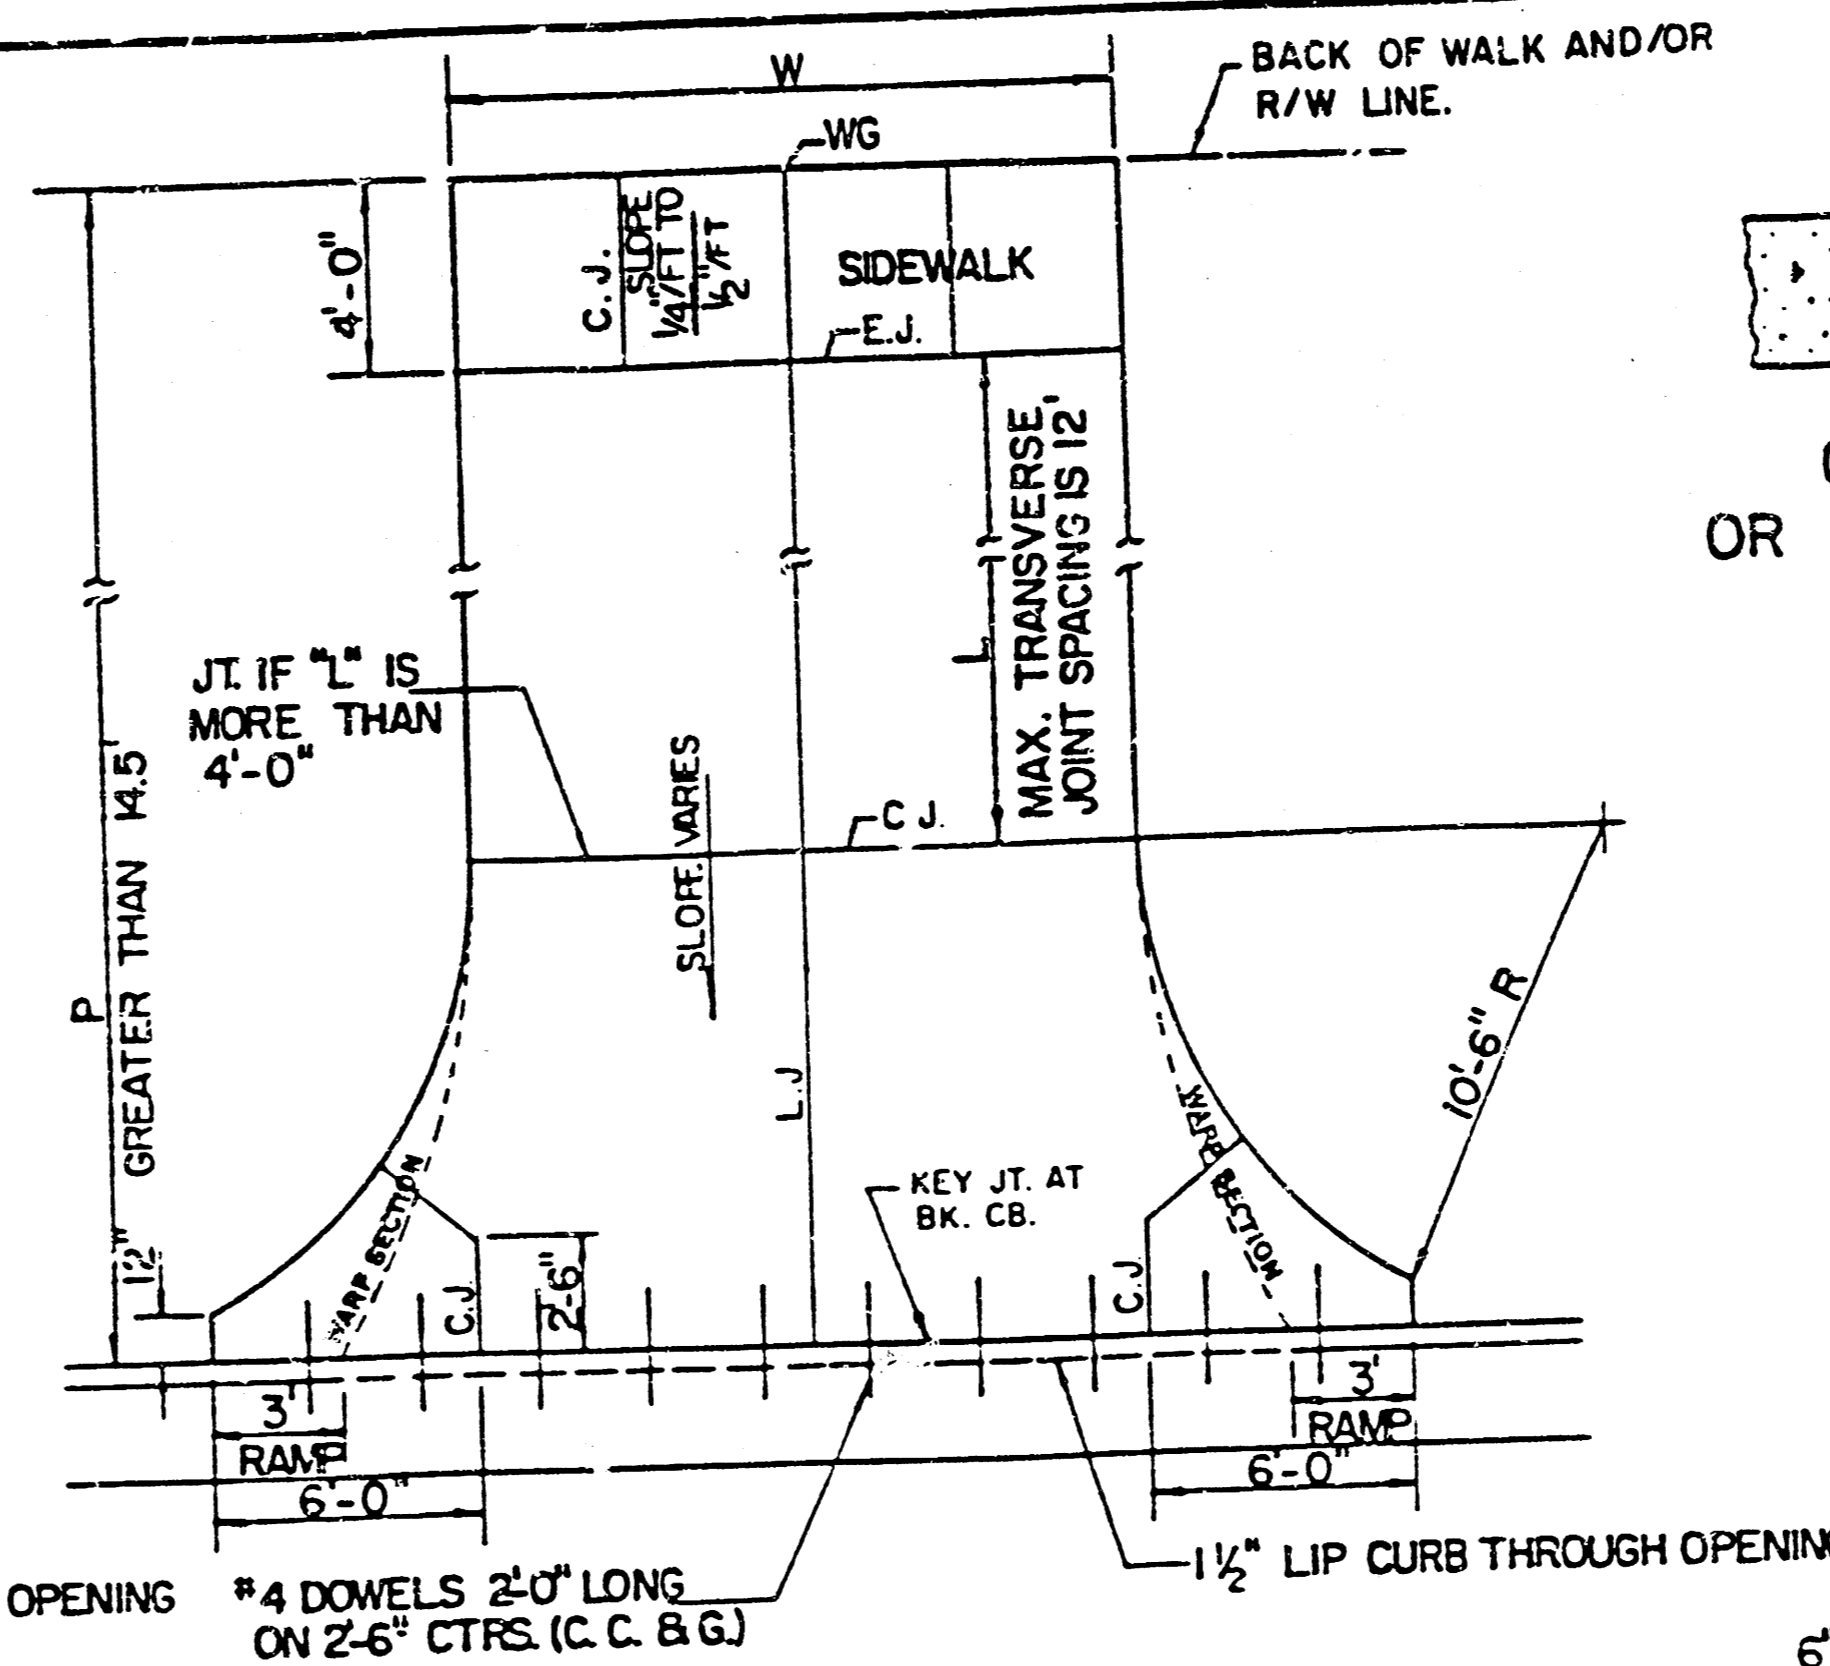 W
BACK OF WALK AND/OR
R/W LINE.
WG
4'-0"
C. J.
SLOPE
1/4"/FT TO
1/2"/FT
SIDEWALK
E.J.
OR
MAX. TRANSVERSE
JOINT SPACING IS 12'
L
JT. IF "L" IS
MORE THAN
4'-0"
SLOPE VARIES
C J.
P
GREATER THAN 14.5'
10'-6" R
L.J
WARP SECTION
WARP SECTION
KEY JT. AT
BK. CB.
12"
C.J
2'-6"
C.J
3'
RAMP
6'-0"
3'
RAMP
6'-0"
1 1/2" LIP CURB THROUGH OPENING
OPENING
#4 DOWELS 2'-0" LONG
ON 2'-6" CTRS. (C. C. & G.)
6'